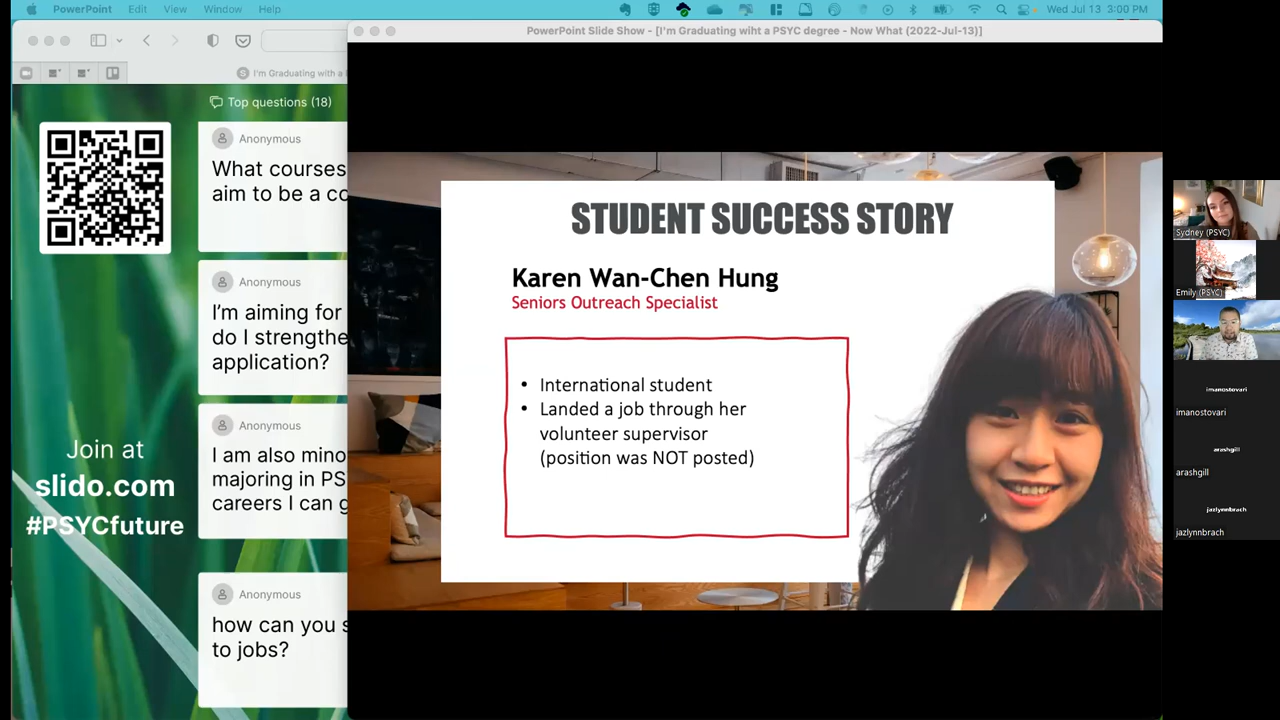 PowerPoint Edit View Window Help
Wed Jul 13 3:00 PM
PowerPoint Slide Show - [I'm Graduating wiht a PSYC degree - Now What (2022-Jul-13)]
I'm Graduating with a
Top questions (18)
Anonymous
What courses
aim to be a co
Anonymous
I'm aiming for
do I strengthe
application?
Anonymous
I am also mino
majoring in PS
careers I can g
Anonymous
how can you s
to jobs?
Join at
slido.com
#PSYCfuture
STUDENT SUCCESS STORY
Karen Wan-Chen Hung
Seniors Outreach Specialist
• International student
• Landed a job through her
volunteer supervisor
(position was NOT posted)
Sydney (PSYC)
Emily (PSYC)
imanostovari
imanostovari
arashgill
arashgill
jazlynnbrach
jazlynnbrach